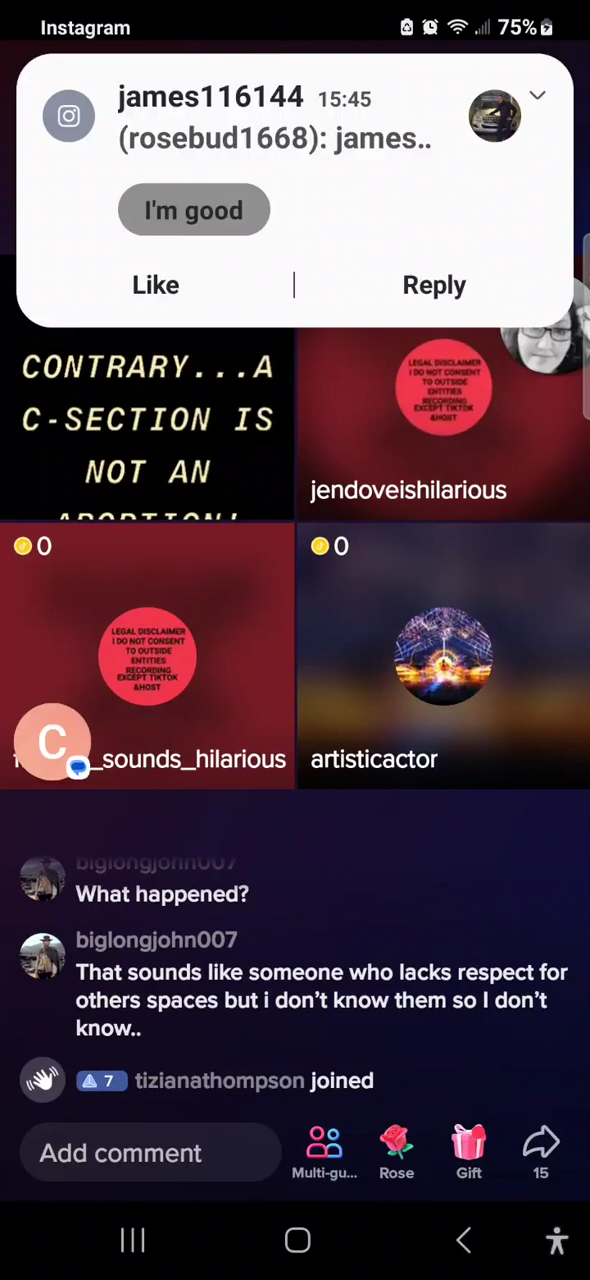 Instagram
75%
james116144 15:45
(rosebud1668): james..
I'm good
Like
Reply
CONTRARY...A
C-SECTION IS
NOT AN
ABORTION!
LEGAL DISCLAIMER
I DO NOT CONSENT
TO OUTSIDE
ENTITIES
RECORDING
EXCEPT TIKTOK
&HOST
jendoveishilarious
0
0
LEGAL DISCLAIMER
I DO NOT CONSENT
TO OUTSIDE
ENTITIES
RECORDING
EXCEPT TIKTOK
&HOST
C
_sounds_hilarious
artisticactor
biglongjohn007
What happened?
biglongjohn007
That sounds like someone who lacks respect for
others spaces but i don’t know them so I don’t
know..
7 tizianathompson joined
Add comment
Multi-gu...
Rose
Gift
15